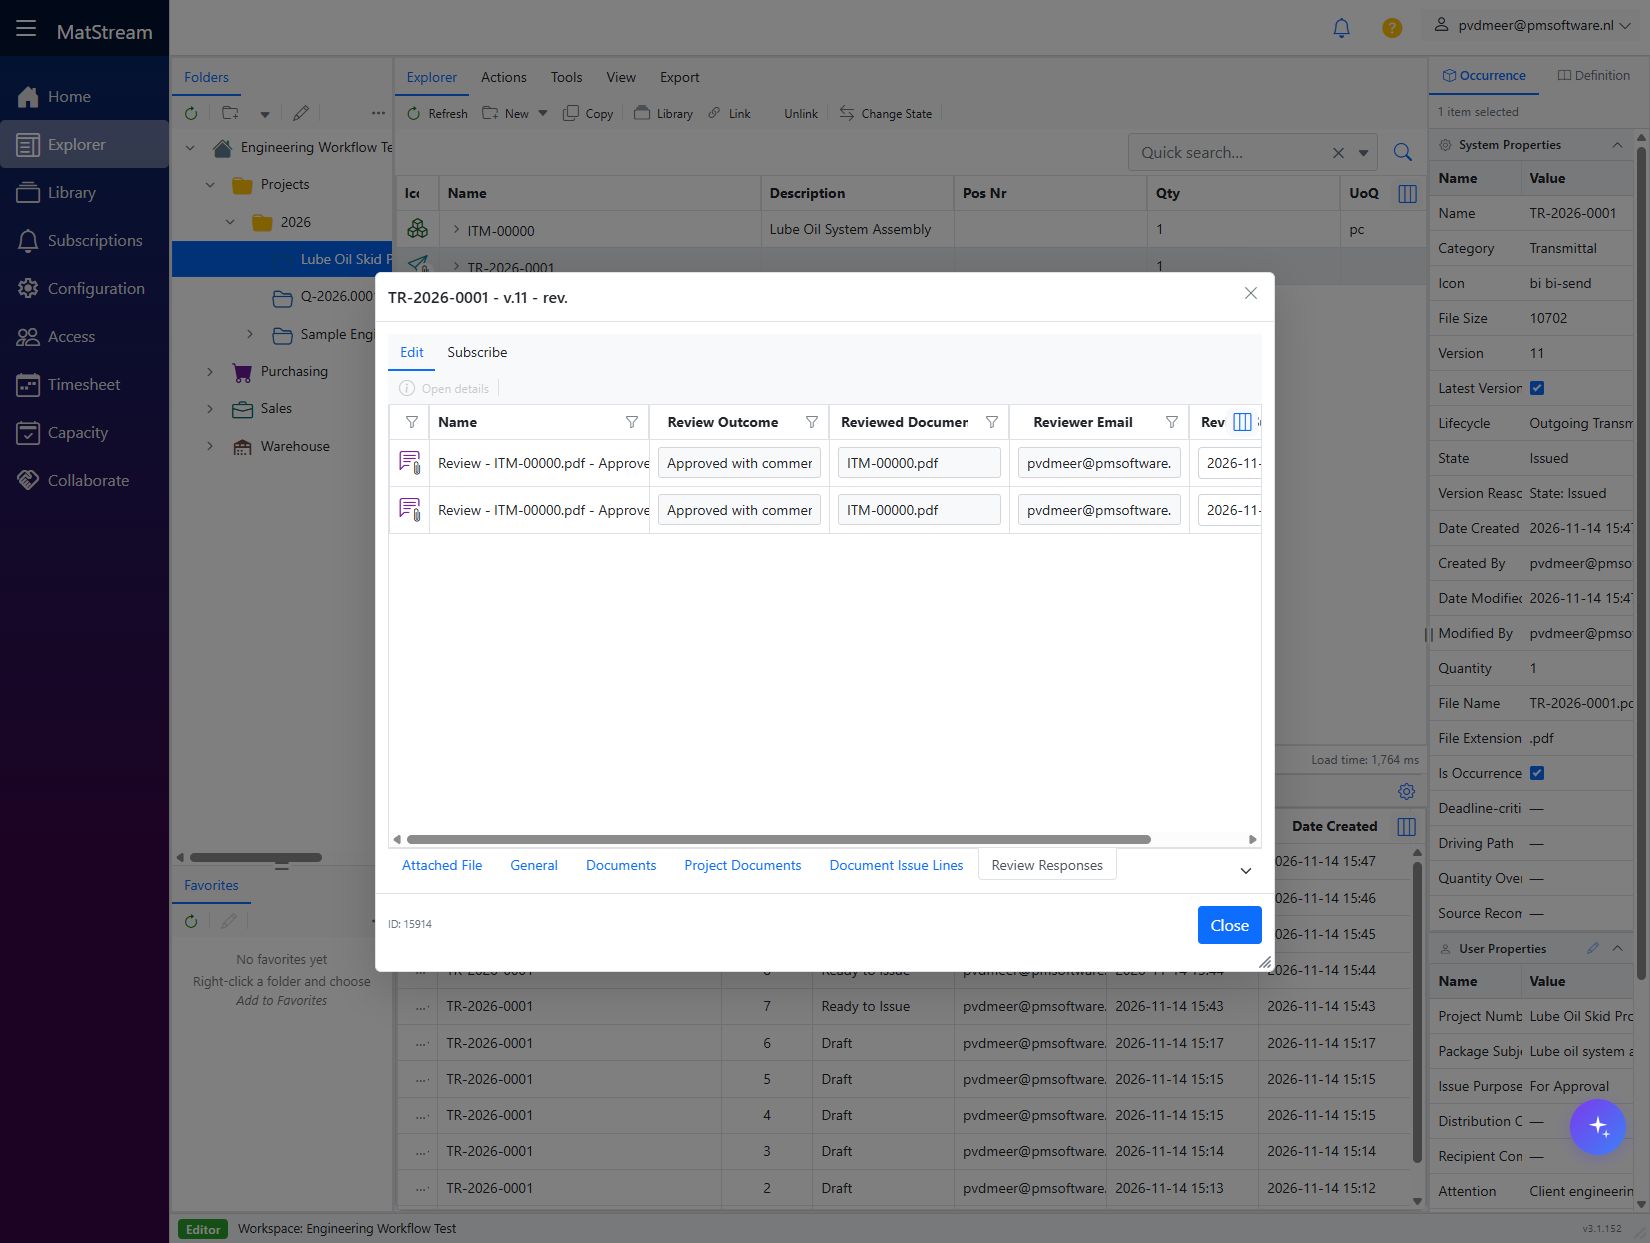 MatStream
pvdmeer@pmsoftware.nl
Home
Explorer
Library
Subscriptions
Configuration
Access
Timesheet
Capacity
Collaborate
Folders
Engineering Workflow Te
Projects
2026
Lube Oil Skid P
Q-2026.000
Sample Engi
Purchasing
Sales
Warehouse
Favorites
No favorites yet
Right-click a folder and choose
Add to Favorites
Explorer Actions Tools View Export
Refresh New Copy Library Link Unlink Change State
Quick search...
Name Description Pos Nr Qty UoQ
ITM-00000 Lube Oil System Assembly 1 pc
TR-2026-0001 1
TR-2026-0001 - v.11 - rev.
Edit Subscribe
Open details
Name Review Outcome Reviewed Documer Reviewer Email Rev
Review - ITM-00000.pdf - Approve Approved with commer ITM-00000.pdf pvdmeer@pmsoftware. 2026-11-
Review - ITM-00000.pdf - Approve Approved with commer ITM-00000.pdf pvdmeer@pmsoftware. 2026-11-
Attached File General Documents Project Documents Document Issue Lines Review Responses
ID: 15914
Close
Load time: 1,764 ms
Date Created
026-11-14 15:47
026-11-14 15:46
026-11-14 15:45
026-11-14 15:44
TR-2026-0001 7 Ready to Issue pvdmeer@pmsoftware. 2026-11-14 15:43 2026-11-14 15:43
TR-2026-0001 6 Draft pvdmeer@pmsoftware. 2026-11-14 15:17 2026-11-14 15:17
TR-2026-0001 5 Draft pvdmeer@pmsoftware. 2026-11-14 15:15 2026-11-14 15:15
TR-2026-0001 4 Draft pvdmeer@pmsoftware. 2026-11-14 15:15 2026-11-14 15:15
TR-2026-0001 3 Draft pvdmeer@pmsoftware. 2026-11-14 15:14 2026-11-14 15:14
TR-2026-0001 2 Draft pvdmeer@pmsoftware. 2026-11-14 15:13 2026-11-14 15:12
Occurrence Definition
1 item selected
System Properties
Name Value
Name TR-2026-0001
Category Transmittal
Icon bi bi-send
File Size 10702
Version 11
Latest Version
Lifecycle Outgoing Transm
State Issued
Version Reasc State: Issued
Date Created 2026-11-14 15:47
Created By pvdmeer@pmso
Date Modified 2026-11-14 15:47
Modified By pvdmeer@pmso
Quantity 1
File Name TR-2026-0001.pd
File Extension .pdf
Is Occurrence
Deadline-criti —
Driving Path —
Quantity Over —
Source Recom —
User Properties
Name Value
Project Numb Lube Oil Skid Pro
Package Subje Lube oil system a
Issue Purpose For Approval
Distribution C —
Recipient Con —
Attention Client engineerin
Editor Workspace: Engineering Workflow Test
v3.1.152